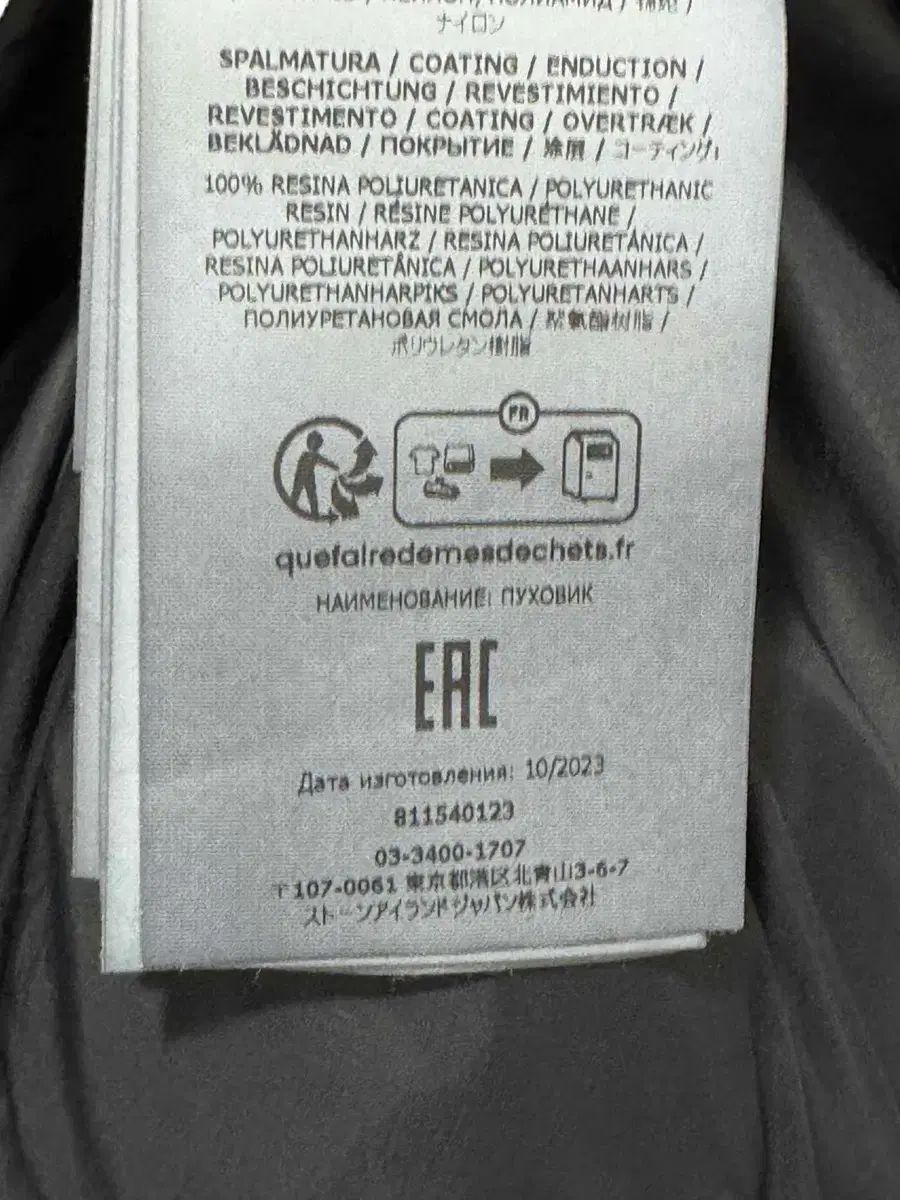 ナイロン
SPALMATURA / COATING / ENDUCTION /
BESCHICHTUNG / REVESTIMIENTO /
REVESTIMENTO / COATING / OVERTRÆK /
BEKLÄDNAD / ПОКРЫТИЕ / 涂层 / コーティング
100% RESINA POLIURETANICA / POLYURETHANIC
RESIN / RÉSINE POLYURÉTHANE /
POLYURETHANHARZ / RESINA POLIURETÁNICA /
RESINA POLIURETÂNICA / POLYURETHAANHARS /
POLYURETHANHARPIKS / POLYURETANHARTS /
ПОЛИУРЕТАНОВАЯ СМОЛА / 聚氨酯树脂 /
ポリウレタン樹脂
FR
quefairedemesdechets.fr
НАИМЕНОВАНИЕ: ПУХОВИК
EAC
Дата изготовления: 10/2023
811540123
03-3400-1707
〒107-0061 東京都港区北青山3-6-7
ストーンアイランドジャパン株式会社